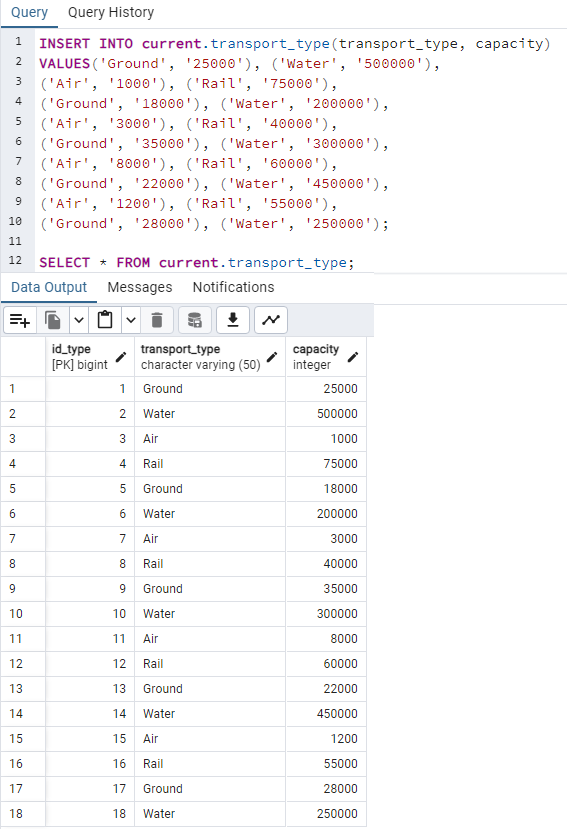 Query Query History
1 INSERT INTO current.transport_type(transport_type, capacity)
2 VALUES('Ground', '25000'), ('Water', '500000'),
3 ('Air', '1000'), ('Rail', '75000'),
4 ('Ground', '18000'), ('Water', '200000'),
5 ('Air', '3000'), ('Rail', '40000'),
6 ('Ground', '35000'), ('Water', '300000'),
7 ('Air', '8000'), ('Rail', '60000'),
8 ('Ground', '22000'), ('Water', '450000'),
9 ('Air', '1200'), ('Rail', '55000'),
10 ('Ground', '28000'), ('Water', '250000');
11
12 SELECT * FROM current.transport_type;
Data Output Messages Notifications
id_type transport_type capacity
[PK] bigint character varying (50) integer
1 1 Ground 25000
2 2 Water 500000
3 3 Air 1000
4 4 Rail 75000
5 5 Ground 18000
6 6 Water 200000
7 7 Air 3000
8 8 Rail 40000
9 9 Ground 35000
10 10 Water 300000
11 11 Air 8000
12 12 Rail 60000
13 13 Ground 22000
14 14 Water 450000
15 15 Air 1200
16 16 Rail 55000
17 17 Ground 28000
18 18 Water 250000